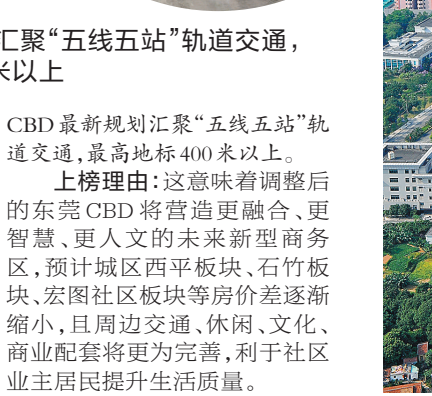 汇聚“五线五站”轨道交通，
米以上
CBD最新规划汇聚“五线五站”轨
道交通，最高地标400米以上。
上榜理由：这意味着调整后
的东莞CBD将营造更融合、更
智慧、更人文的未来新型商务
区，预计城区西平板块、石竹板
块、宏图社区板块等房价差逐渐
缩小，且周边交通、休闲、文化、
商业配套将更为完善，利于社区
业主居民提升生活质量。